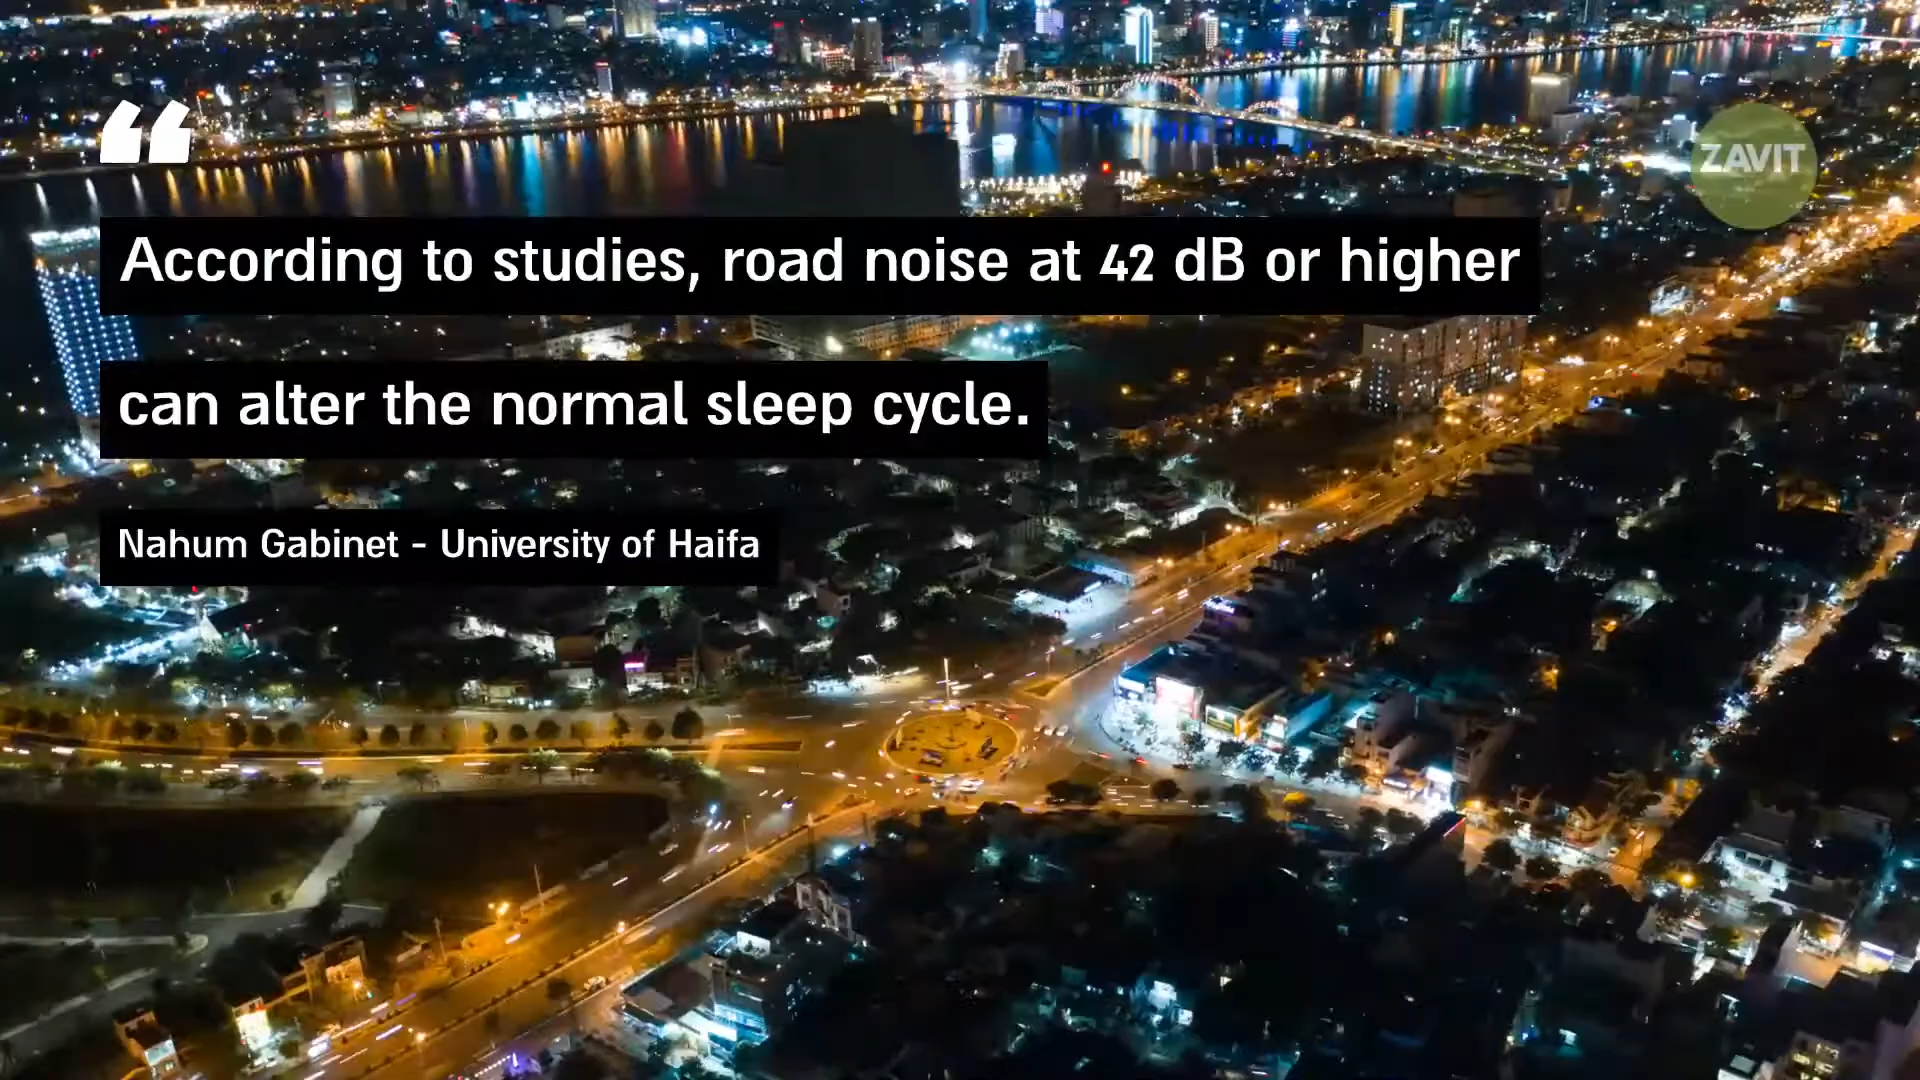 “
According to studies, road noise at 42 dB or higher
can alter the normal sleep cycle.
Nahum Gabinet - University of Haifa
ZAVIT